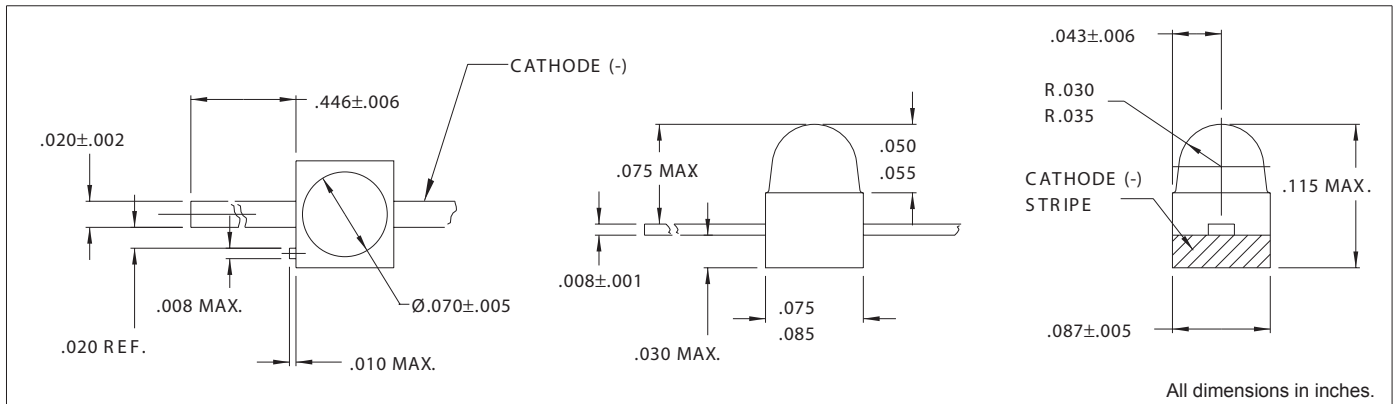 CATHODE (-)
.446±.006
.020±.002
.008 MAX.
.020 REF.
.010 MAX.
Ø.070±.005
.075 MAX
.050
.055
.008±.001
.030 MAX.
.075
.085
.043±.006
R.030
R.035
CATHODE (-)
STRIPE
.115 MAX.
.087±.005
All dimensions in inches.